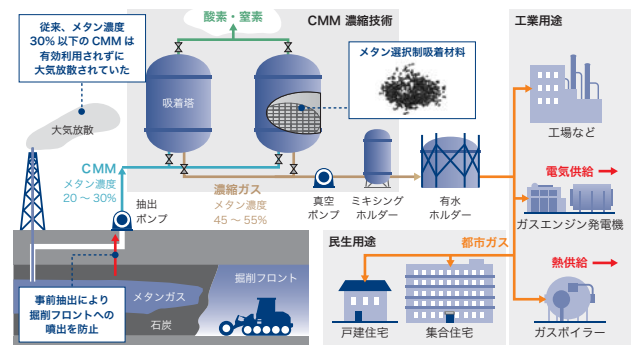 従来、メタン濃度
30%以下のCMMは
有効利用されずに
大気放散されていた
酸素・窒素
CMM 濃縮技術
工業用途
メタン選択制吸着材料
吸着塔
大気放散
工場など
CMM
メタン濃度
20～30%
濃縮ガス
メタン濃度
45～55%
抽出
ポンプ
真空
ポンプ
ミキシング
ホルダー
有水
ホルダー
電気供給
ガスエンジン発電機
民生用途
都市ガス
熱供給
掘削フロント
メタンガス
石炭
事前抽出により
掘削フロントへの
噴出を防止
戸建住宅
集合住宅
ガスボイラー